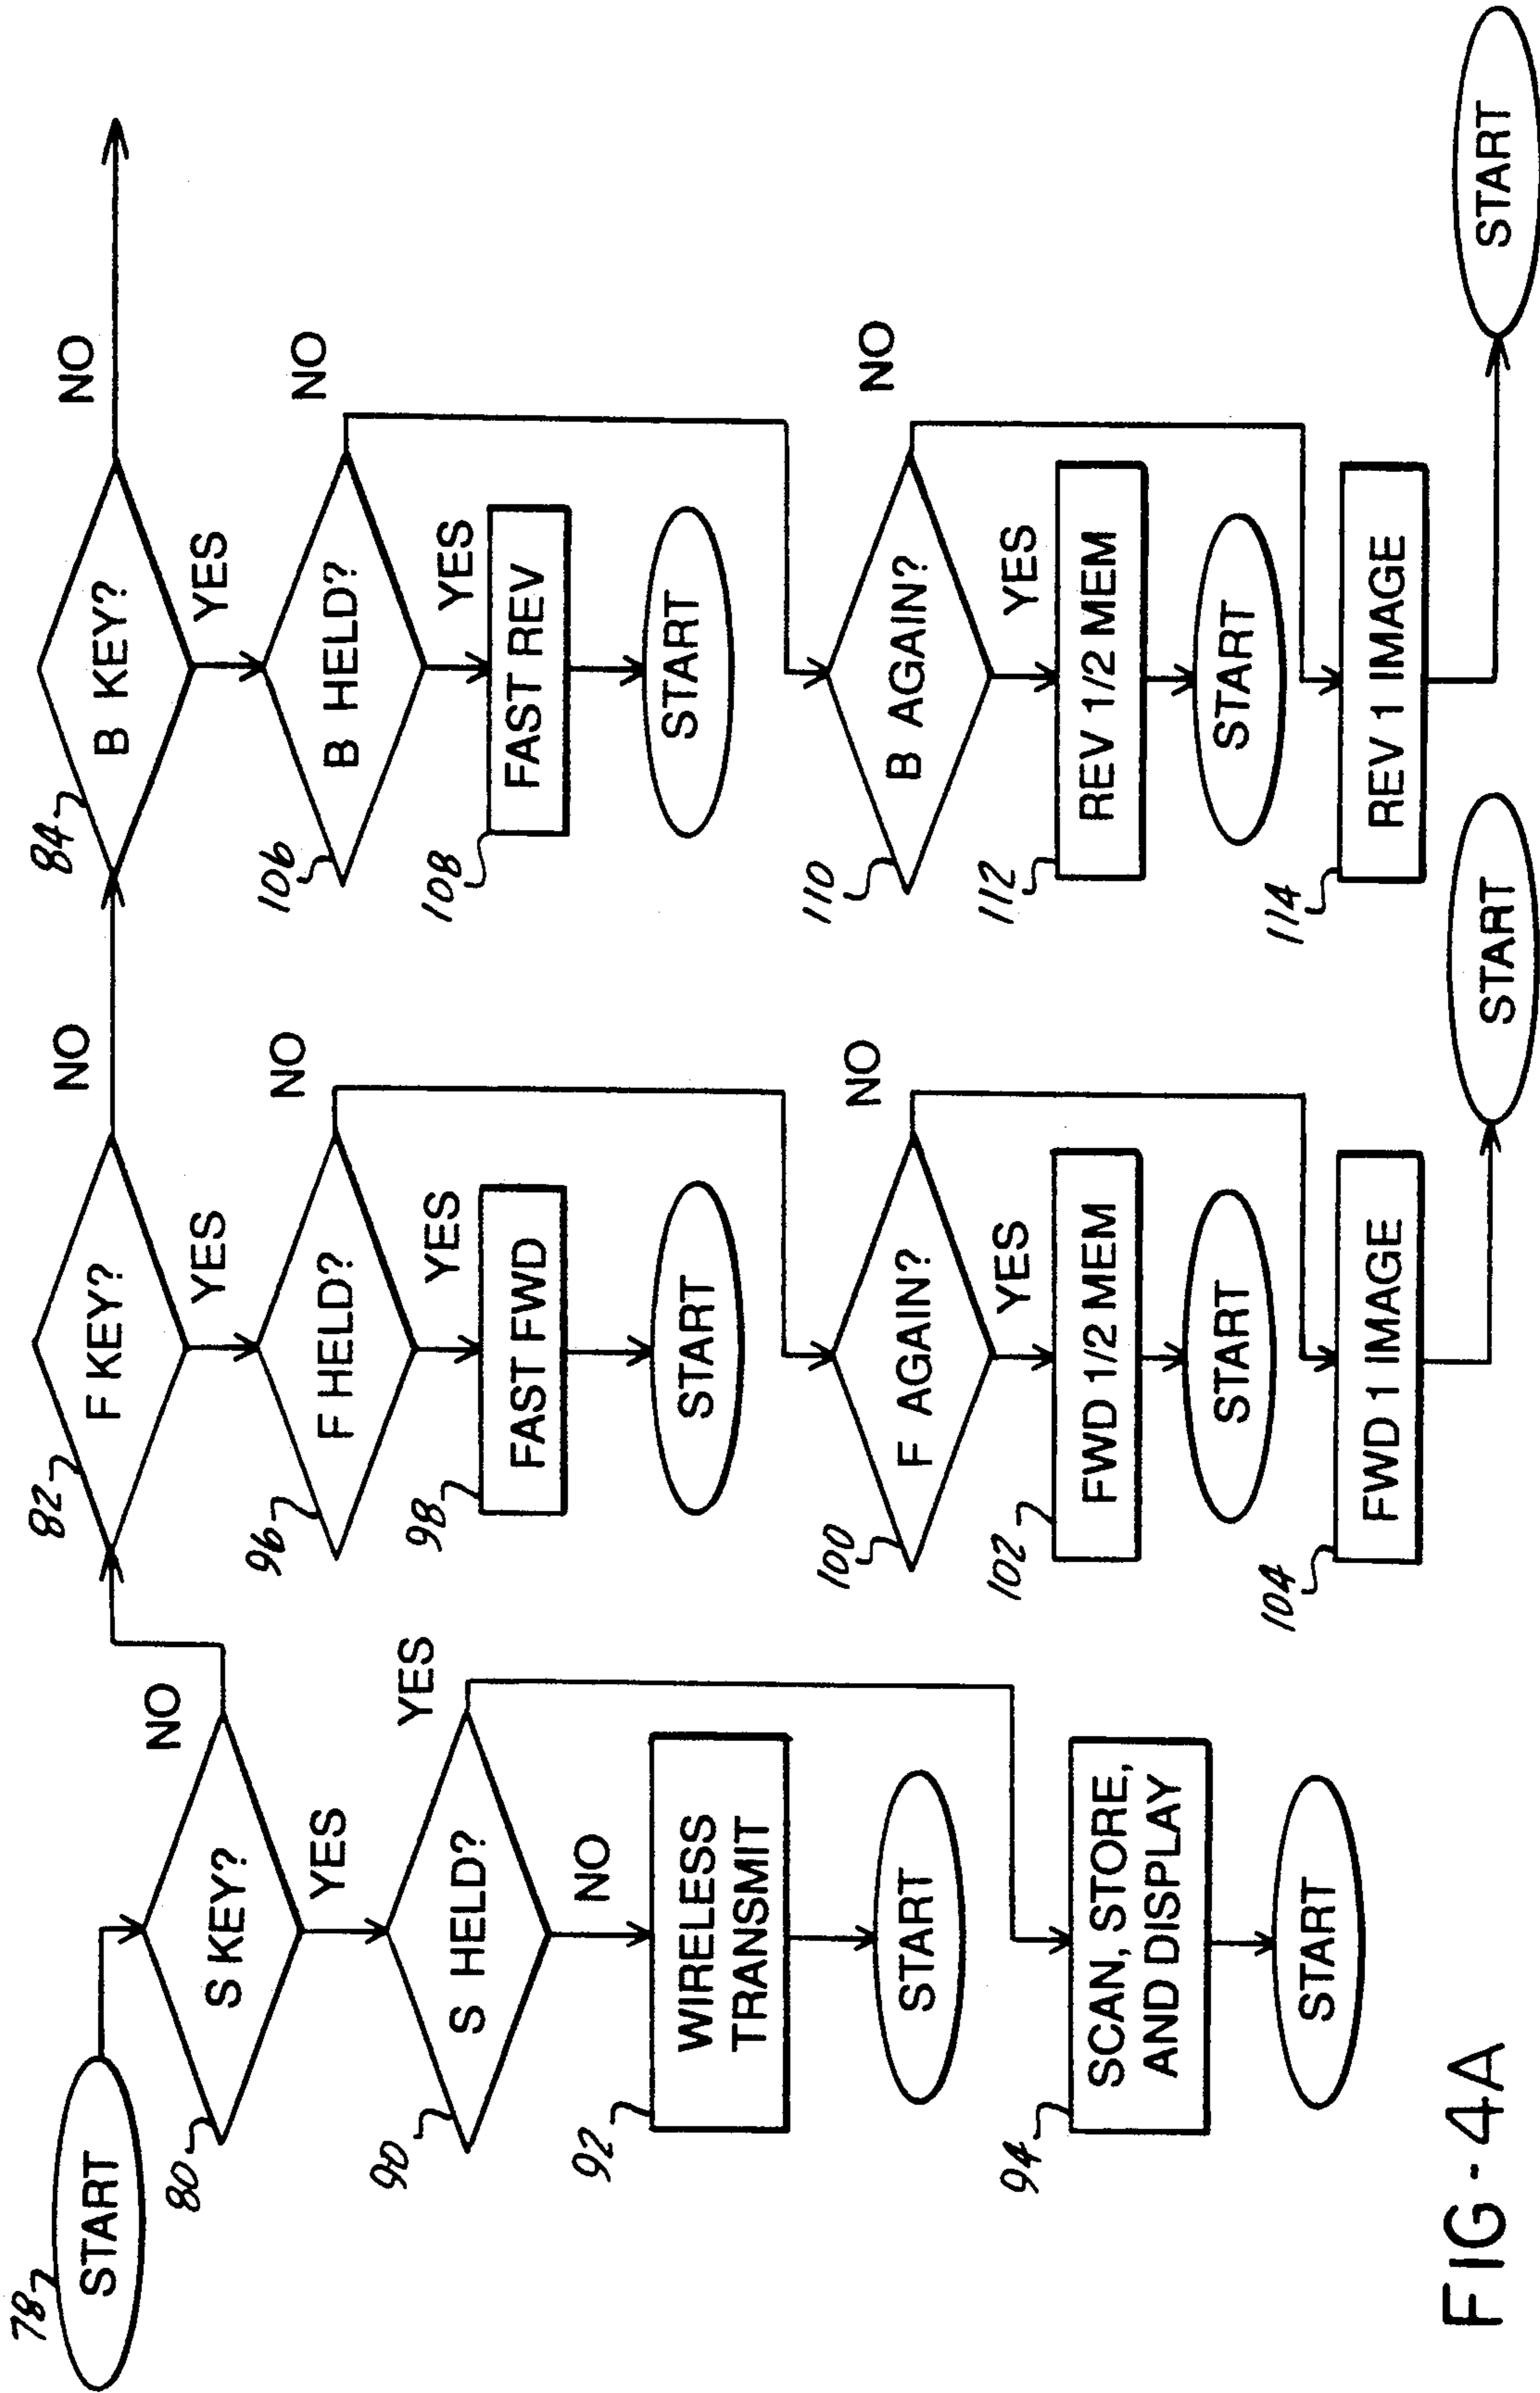 78
START
80
S KEY?
NO
YES
90
S HELD?
YES
NO
92
WIRELESS
TRANSMIT
START
94
SCAN, STORE,
AND DISPLAY
START
82
F KEY?
NO
YES
96
F HELD?
NO
YES
98
FAST FWD
START
100
F AGAIN?
NO
YES
102
FWD 1/2 MEM
START
104
FWD 1 IMAGE
START
84
B KEY?
NO
YES
106
B HELD?
NO
YES
108
FAST REV
START
110
B AGAIN?
NO
YES
112
REV 1/2 MEM
START
114
REV 1 IMAGE
START
FIG-4A